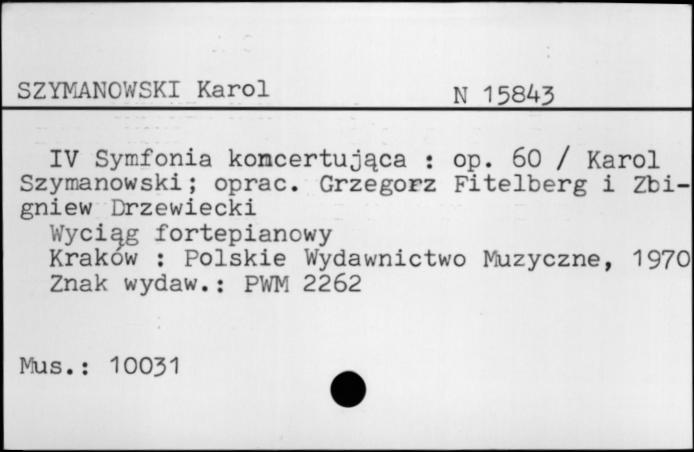 SZYMANOWSKI Karol
N 15843
IV Symfonia koncertująca : op. 60 / Karol
Szymanowski; oprac. Grzegorz Fitelberg i Zbi-
gniew Drzewiecki
Wyciąg fortepianowy
Kraków : Polskie Wydawnictwo Muzyczne, 1970
Znak wydaw.: PWM 2262
Mus.: 10031